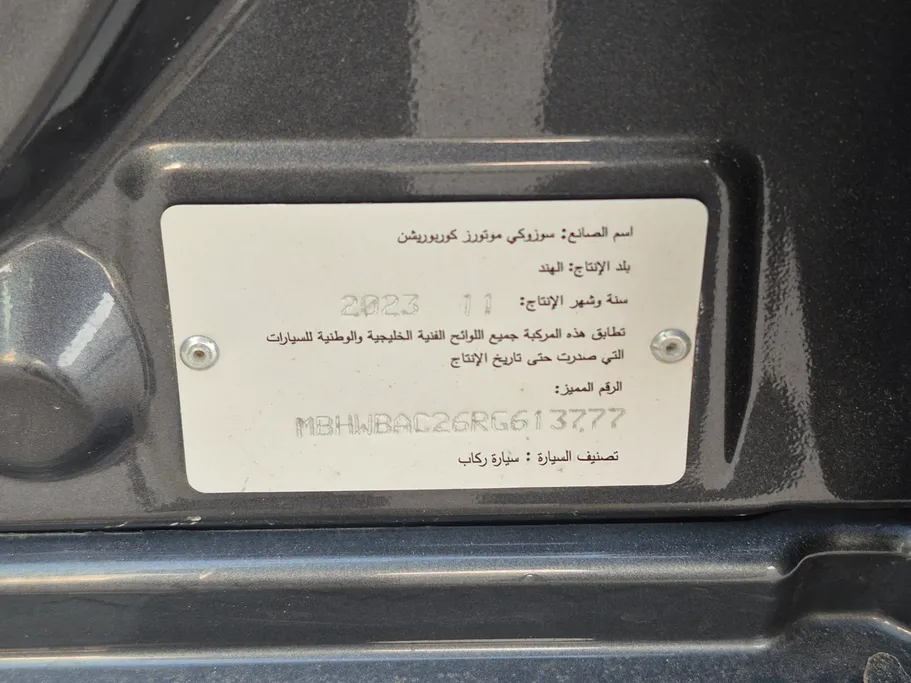 اسم الصانع: سوزوكي موتورز كوربوريشن
بلد الإنتاج: الهند
سنة وشهر الإنتاج: 11 2023
تطابق هذه المركبة جميع اللوائح الفنية الخليجية والوطنية للسيارات
التي صدرت حتى تاريخ الإنتاج
الرقم المميز:
MBHWBAC26RG613777
تصنيف السيارة : سيارة ركاب